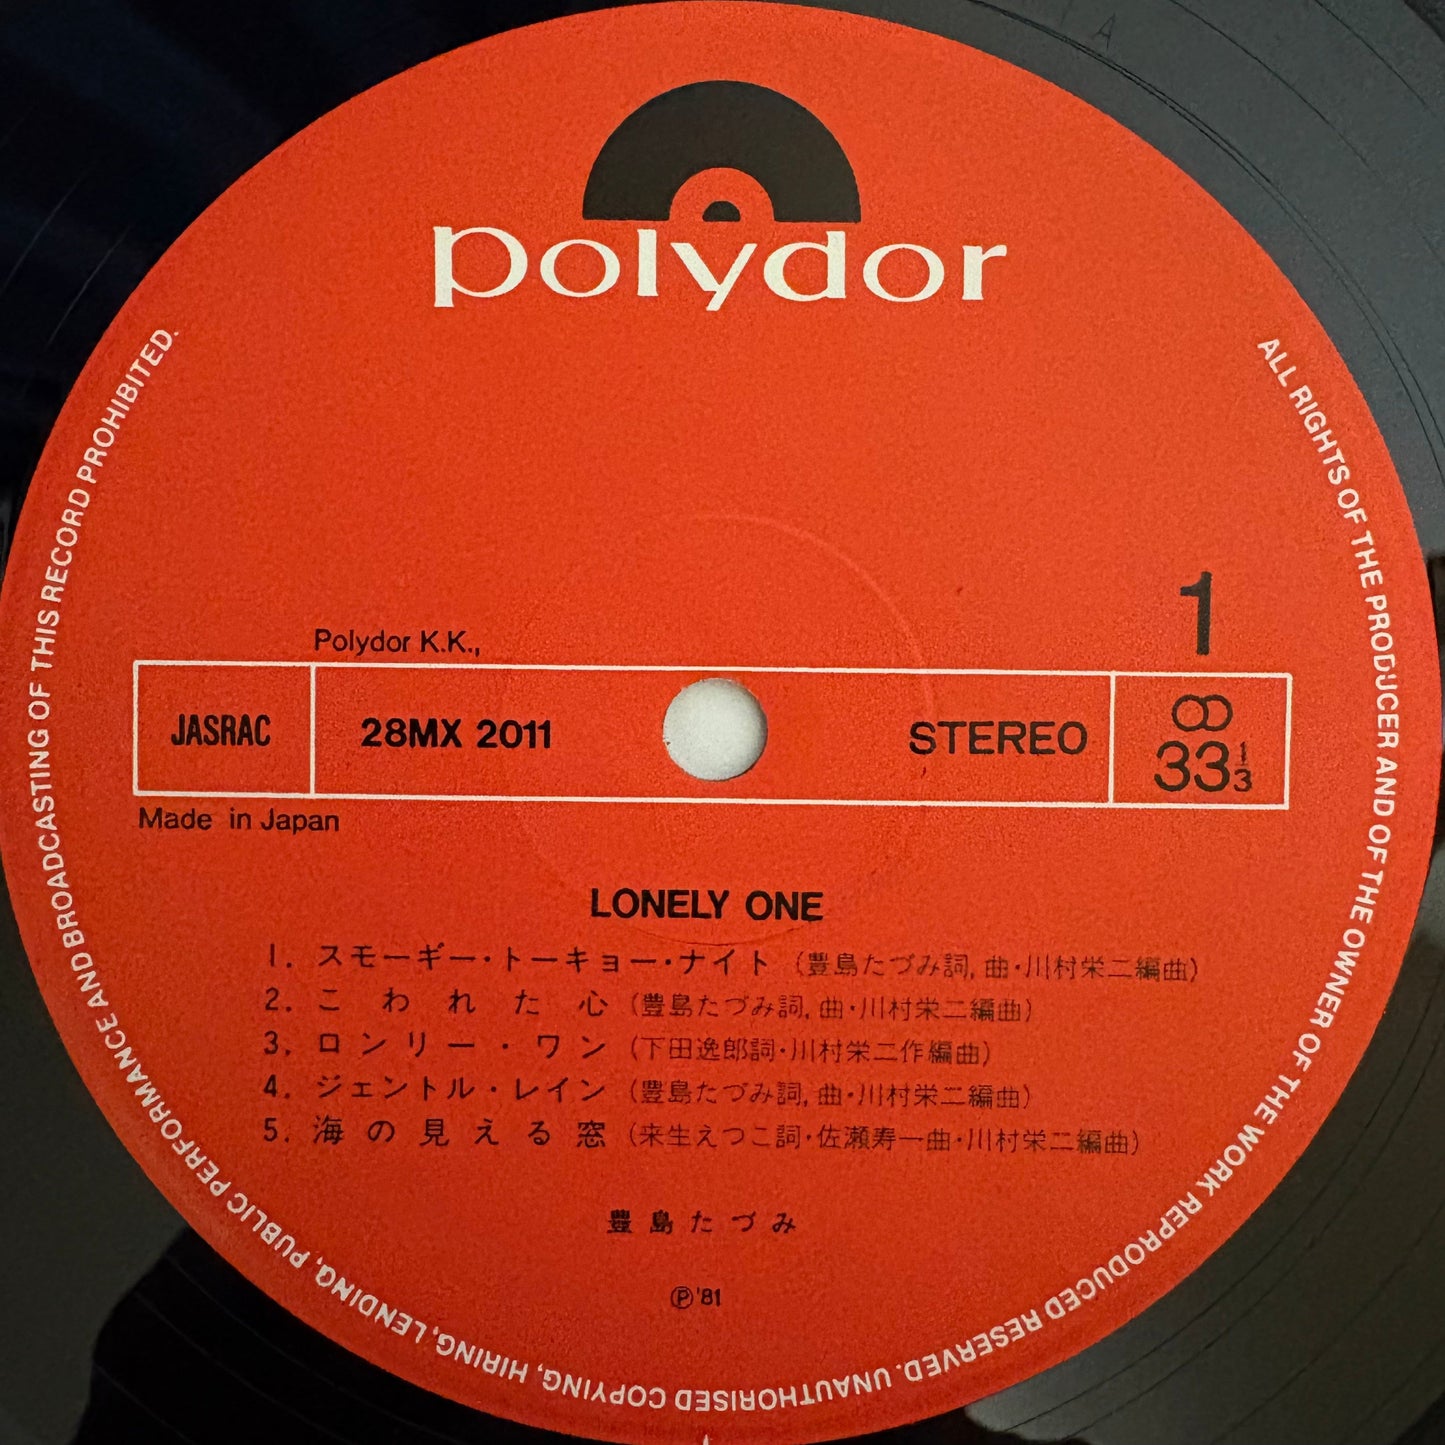 polydor
ALL RIGHTS OF THE PRODUCER AND OF THE OWNER OF THE WORK REPRODUCED RESERVED. UNAUTHORISED COPYING, HIRING, LENDING, PUBLIC PERFORMANCE AND BROADCASTING OF THIS RECORD PROHIBITED.
1
Polydor K.K.,
JASRAC 28MX 2011 STEREO 33 1/3
Made in Japan
LONELY ONE
1. スモーギー・トーキョー・ナイト (豊島たづみ詞, 曲・川村栄二編曲)
2. こわれた心 (豊島たづみ詞, 曲・川村栄二編曲)
3. ロンリー・ワン (下田逸郎詞・川村栄二作編曲)
4. ジェントル・レイン (豊島たづみ詞, 曲・川村栄二編曲)
5. 海の見える窓 (来生えつこ詞・佐瀬寿一曲・川村栄二編曲)
豊島たづみ
Ⓟ '81